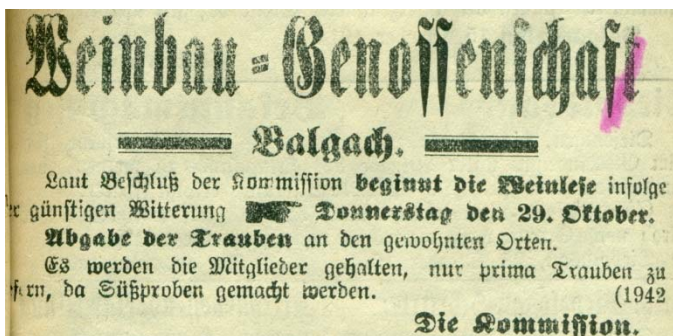 Weinbau-Genossenschaft
Balgach.
Laut Beschluß der Kommission beginnt die Weinlese infolge
er günstigen Witterung Donnerstag den 29. Oktober.
Abgabe der Trauben an den gewohnten Orten.
Es werden die Mitglieder gehalten, nur prima Trauben zu
efern, da Süßproben gemacht werden. (1942
Die Kommission.